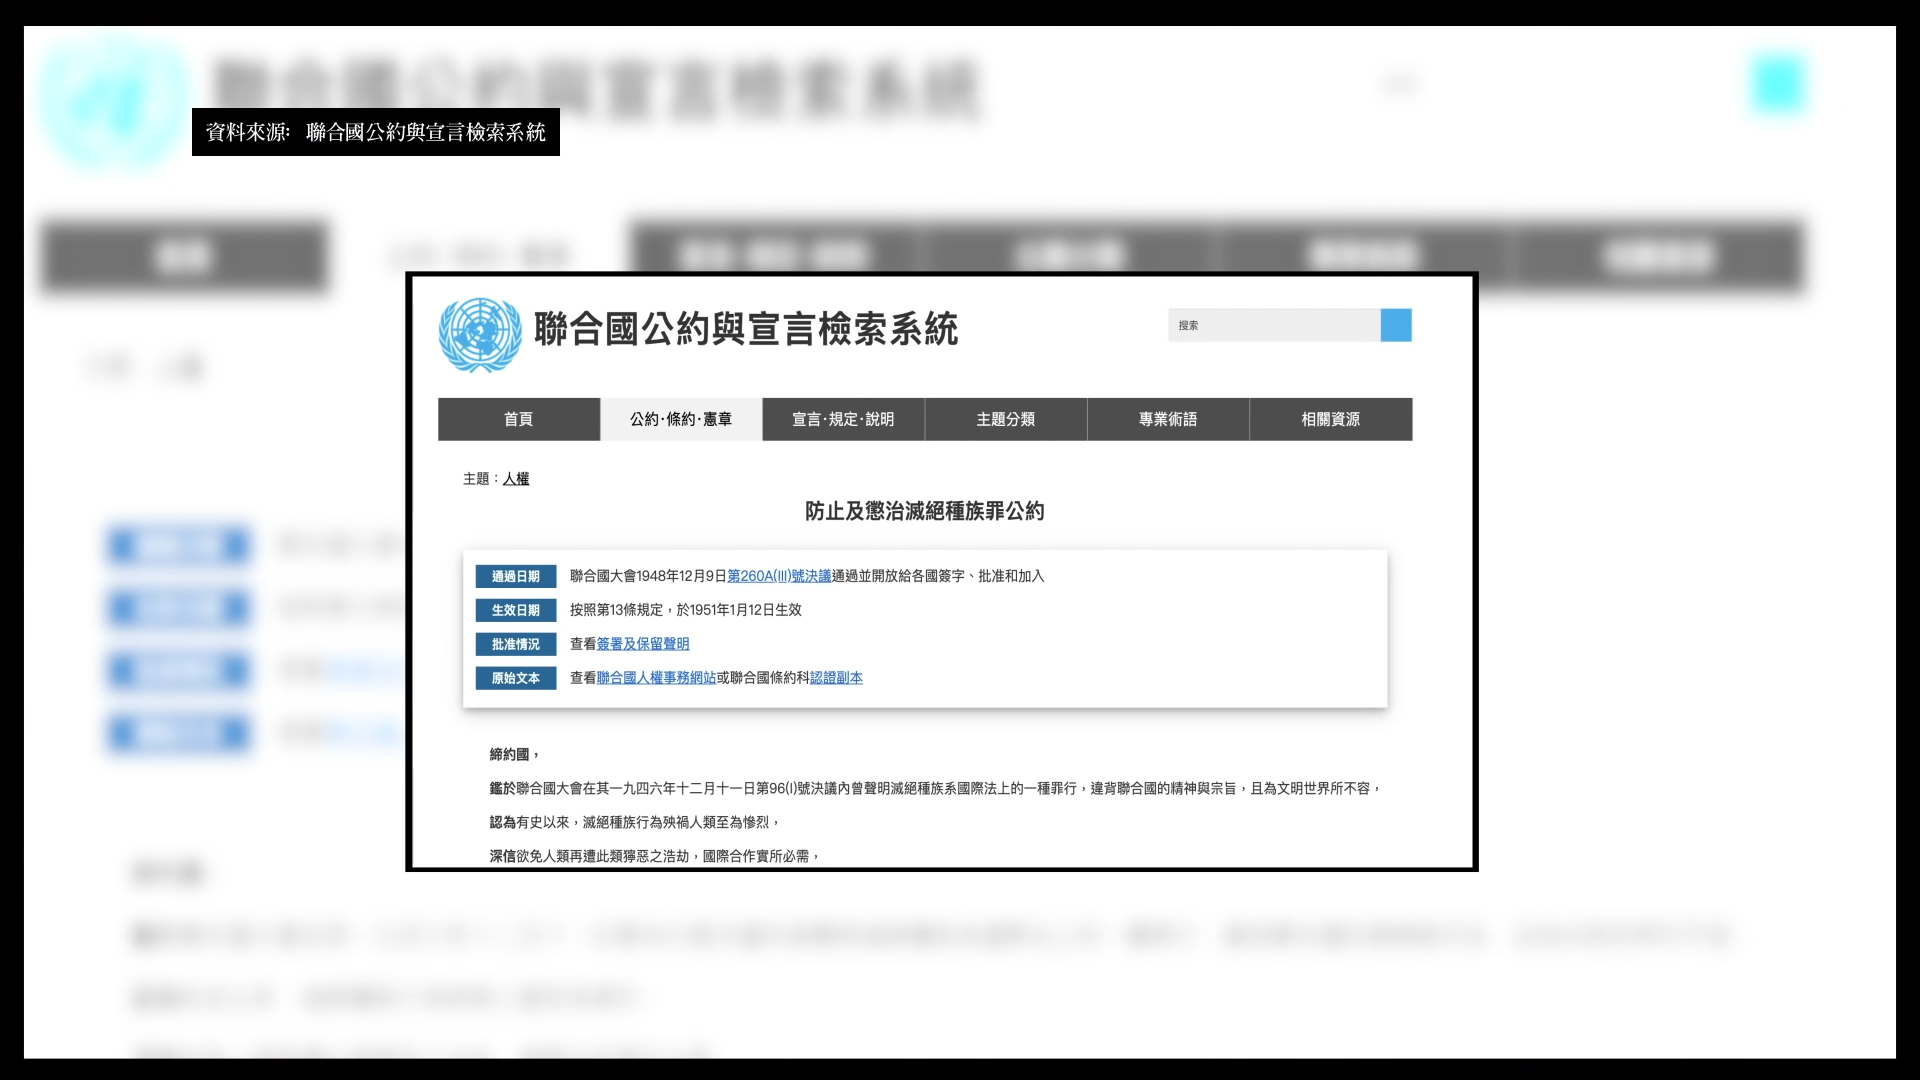 聯合國公約與宣言檢索系統
資料來源: 聯合國公約與宣言檢索系統
聯合國公約與宣言檢索系統
搜索
首頁
公約·條約·憲章
宣言·規定·說明
主題分類
專業術語
相關資源
主題：人權
防止及懲治滅絕種族罪公約
通過日期 聯合國大會1948年12月9日第260A(III)號決議通過並開放給各國簽字、批准和加入
生效日期 按照第13條規定，於1951年1月12日生效
批准情況 查看簽署及保留聲明
原始文本 查看聯合國人權事務網站或聯合國條約科認證副本
締約國，
鑑於聯合國大會在其一九四六年十二月十一日第96(I)號決議內曾聲明滅絕種族系國際法上的一種罪行，違背聯合國的精神與宗旨，且為文明世界所不容，
認為有史以來，滅絕種族行為殃禍人類至為慘烈，
深信欲免人類再遭此類獰惡之浩劫，國際合作實所必需，